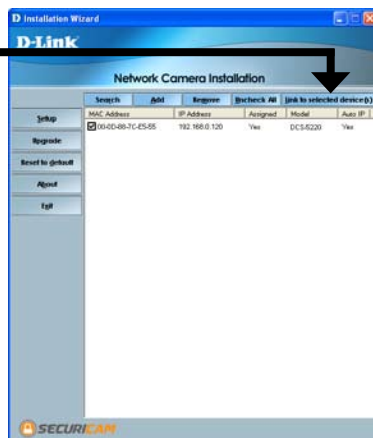 D Installation Wizard
D-Link
Network Camera Installation
Search Add Remove Uncheck All Link to selected device(s)
MAC Address IP Address Assigned Model Auto IP
00-0D-88-7C-E5-55 192.168.0.120 Yes DCS-5220 Yes
Setup
Upgrade
Reset to default
About
Exit
SECURICAM